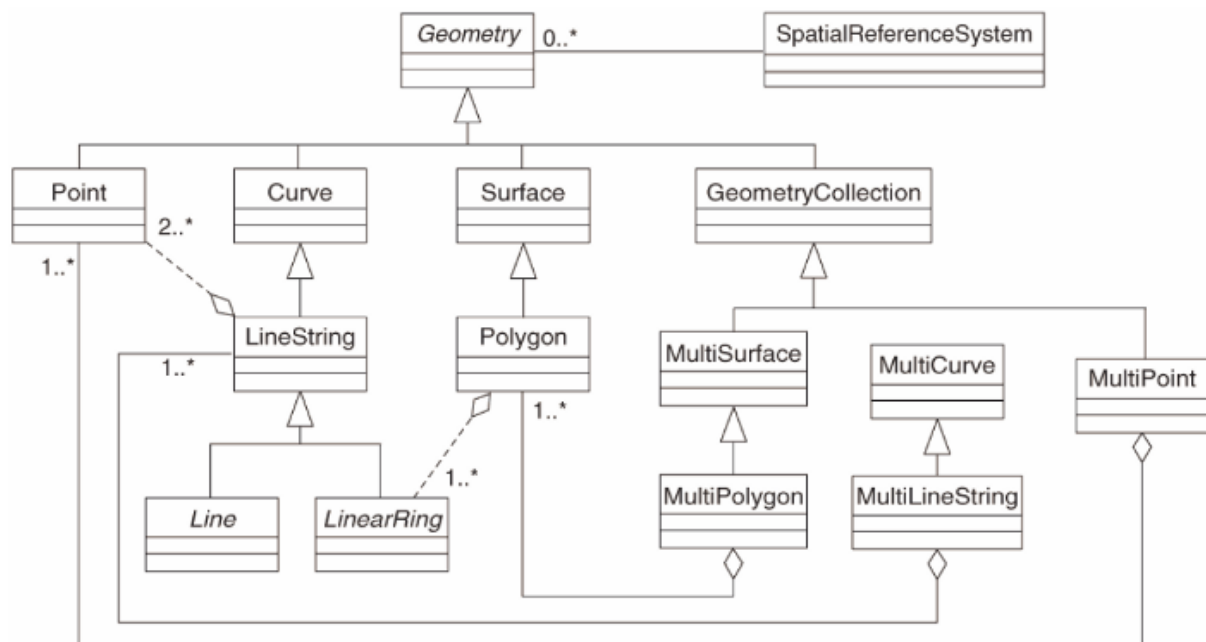 Geometry
0..*
SpatialReferenceSystem
Point
Curve
Surface
GeometryCollection
2..*
1..*
LineString
Polygon
1..*
MultiSurface
MultiCurve
MultiPoint
1..*
1..*
Line
LinearRing
MultiPolygon
MultiLineString